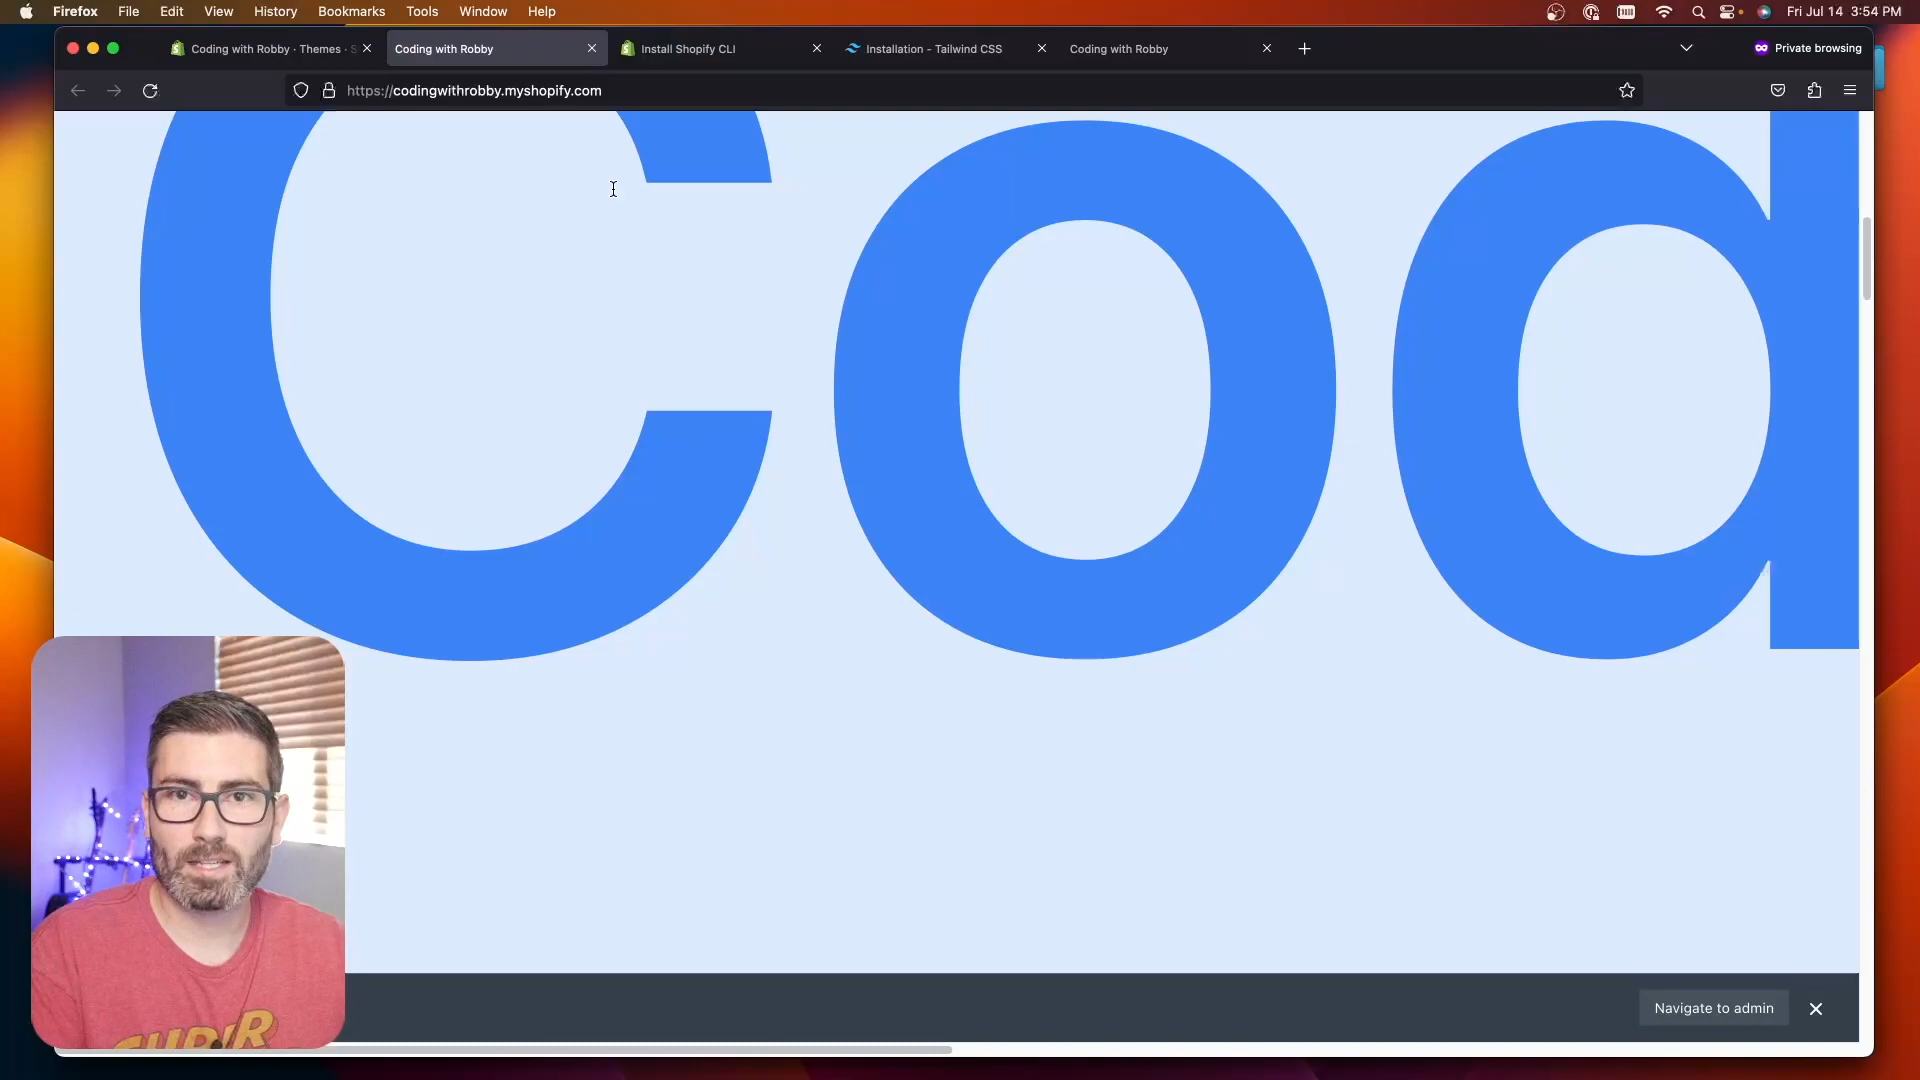 Firefox File Edit View History Bookmarks Tools Window Help Fri Jul 14 3:54 PM
Coding with Robby · Themes · S Coding with Robby Install Shopify CLI Installation - Tailwind CSS Coding with Robby Private browsing
https://codingwithrobby.myshopify.com
Cod
Navigate to admin
SUPER